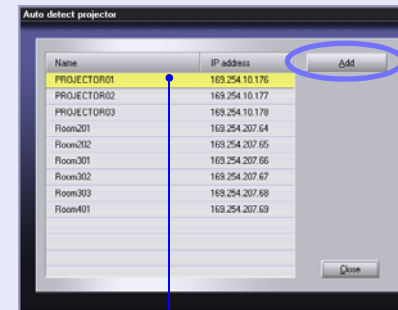 Auto detect projector
Name IP address Add
PROJECTOR01 169.254.10.176
PROJECTOR02 169.254.10.177
PROJECTOR03 169.254.10.178
Room201 169.254.207.64
Room202 169.254.207.65
Room301 169.254.207.66
Room302 169.254.207.67
Room303 169.254.207.68
Room401 169.254.207.69
Close